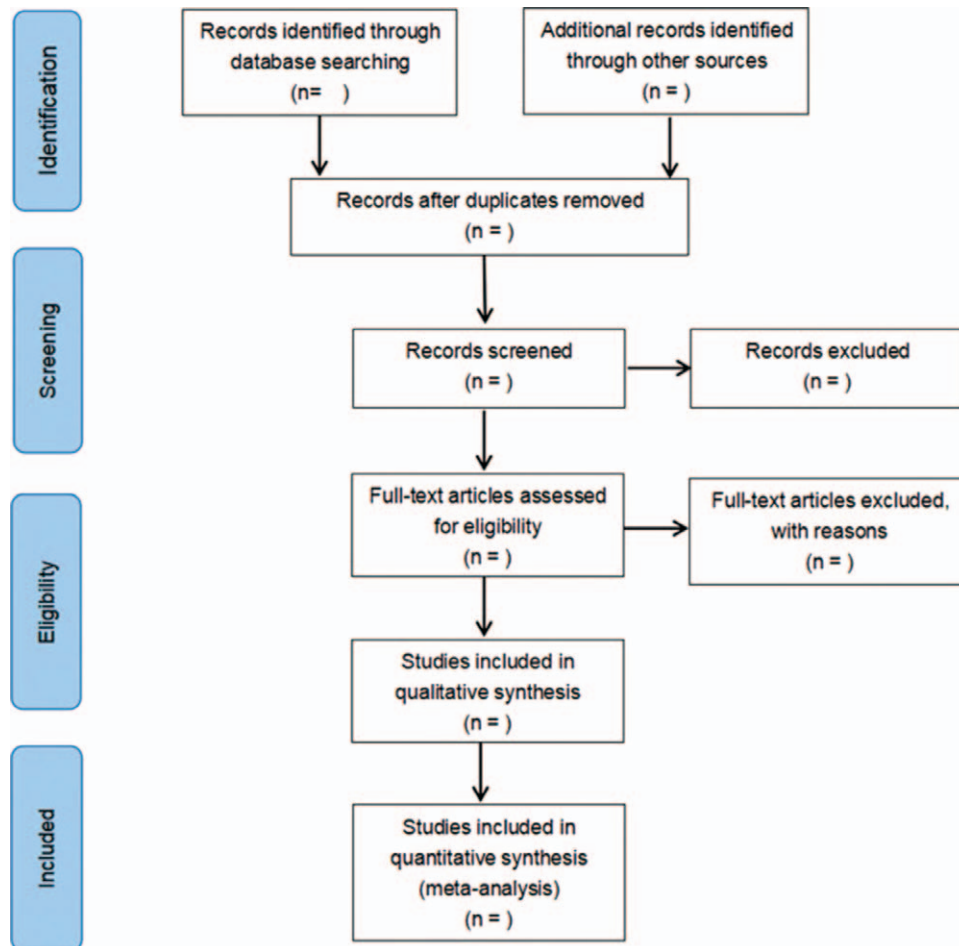 Identification
Records identified through
database searching
(n=    )
Additional records identified
through other sources
(n = )
Records after duplicates removed
(n = )
Screening
Records screened
(n = )
Records excluded
(n = )
Eligibility
Full-text articles assessed
for eligibility
(n = )
Full-text articles excluded,
with reasons
(n = )
Studies included in
qualitative synthesis
(n = )
Included
Studies included in
quantitative synthesis
(meta-analysis)
(n = )